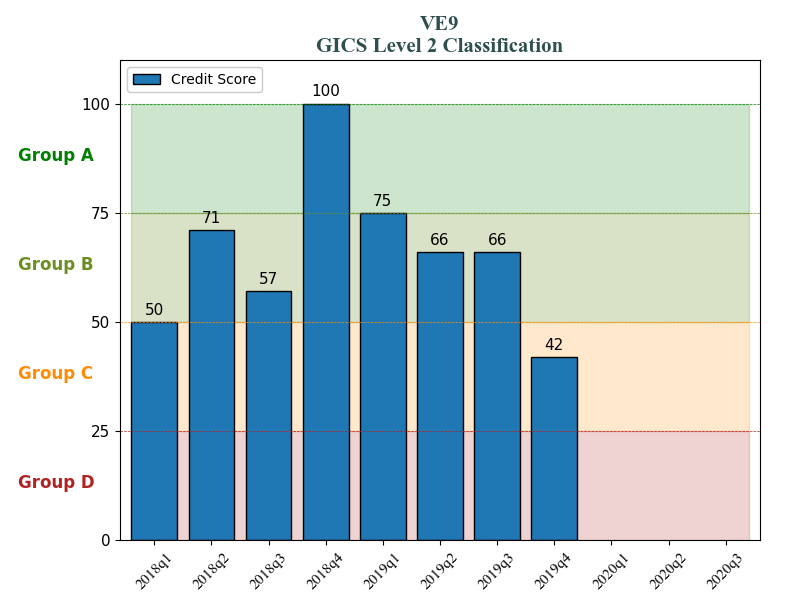 VE9
GICS Level 2 Classification
Credit Score
100
75
50
25
0
Group A
Group B
Group C
Group D
50
71
57
100
75
66
66
42
2018q1
2018q2
2018q3
2018q4
2019q1
2019q2
2019q3
2019q4
2020q1
2020q2
2020q3